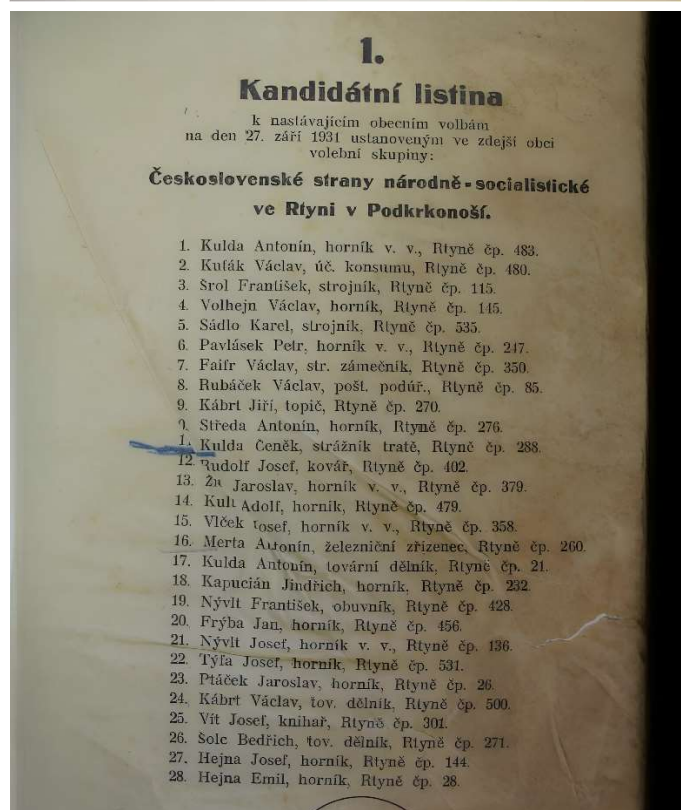 1.
Kandidátní listina
k nastávajícím obecním volbám
na den 27. září 1931 ustanoveným ve zdejší obci
volební skupiny:
Československé strany národně-socialistické
ve Rtyni v Podkrkonoší.
1. Kulda Antonín, horník v. v., Rtyně čp. 483.
2. Kuťák Václav, úč. konsumu, Rtyně čp. 480.
3. Šrol František, strojník, Rtyně čp. 115.
4. Volhejn Václav, horník, Rtyně čp. 145.
5. Sádlo Karel, strojník, Rtyně čp. 535.
6. Pavlásek Petr, horník v. v., Rtyně čp. 247.
7. Faifr Václav, str. zámečník, Rtyně čp. 350.
8. Rubáček Václav, pošt. podúř., Rtyně čp. 85.
9. Kábrt Jiří, topič, Rtyně čp. 270.
0. Středa Antonín, horník, Rtyně čp. 276.
1. Kulda Čeněk, strážník tratě, Rtyně čp. 288.
12. Rudolf Josef, kovář, Rtyně čp. 402.
13. Jaroslav, horník v. v., Rtyně čp. 379.
14. Adolf, horník, Rtyně čp. 479.
15. Vlček Josef, horník v. v., Rtyně čp. 358.
16. Merta Antonín, železniční zřízenec, Rtyně čp. 260.
17. Kulda Antonín, tovární dělník, Rtyně čp. 21.
18. Kapucián Jindřich, horník, Rtyně čp. 232.
19. Nývlt František, obuvník, Rtyně čp. 428.
20. Frýba Jan, horník, Rtyně čp. 456.
21. Nývlt Josef, horník v. v., Rtyně čp. 136.
22. Týfa Josef, horník, Rtyně čp. 531.
23. Ptáček Jaroslav, horník, Rtyně čp. 26.
24. Kábrt Václav, tov. dělník, Rtyně čp. 500.
25. Vít Josef, knihař, Rtyně čp. 301.
26. Šolc Bedřich, tov. dělník, Rtyně čp. 271.
27. Hejna Josef, horník, Rtyně čp. 144.
28. Hejna Emil, horník, Rtyně čp. 28.